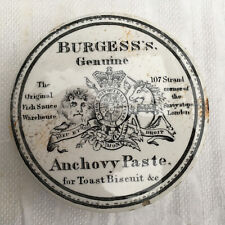 BURGESS'S.
Genuine
The
Original
Fish Sauce
Warehouse
107 Strand
corner of the
Savoy steps
London
DIEU ET MON DROIT
Anchovy Paste.
for Toast Biscuit &c